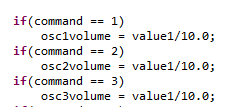 if(command == 1)
osc1volume = value1/10.0;
if(command == 2)
osc2volume = value1/10.0;
if(command == 3)
osc3volume = value1/10.0;